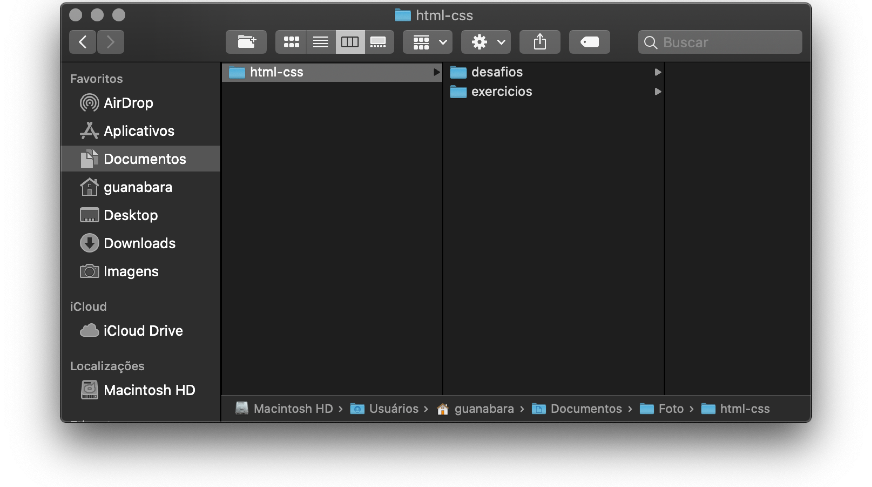 html-css
Buscar
Favoritos
AirDrop
Aplicativos
Documentos
guanabara
Desktop
Downloads
Imagens
iCloud
iCloud Drive
Localizações
Macintosh HD
html-css
desafios
exercicios
Macintosh HD › Usuários › guanabara › Documentos › Foto › html-css